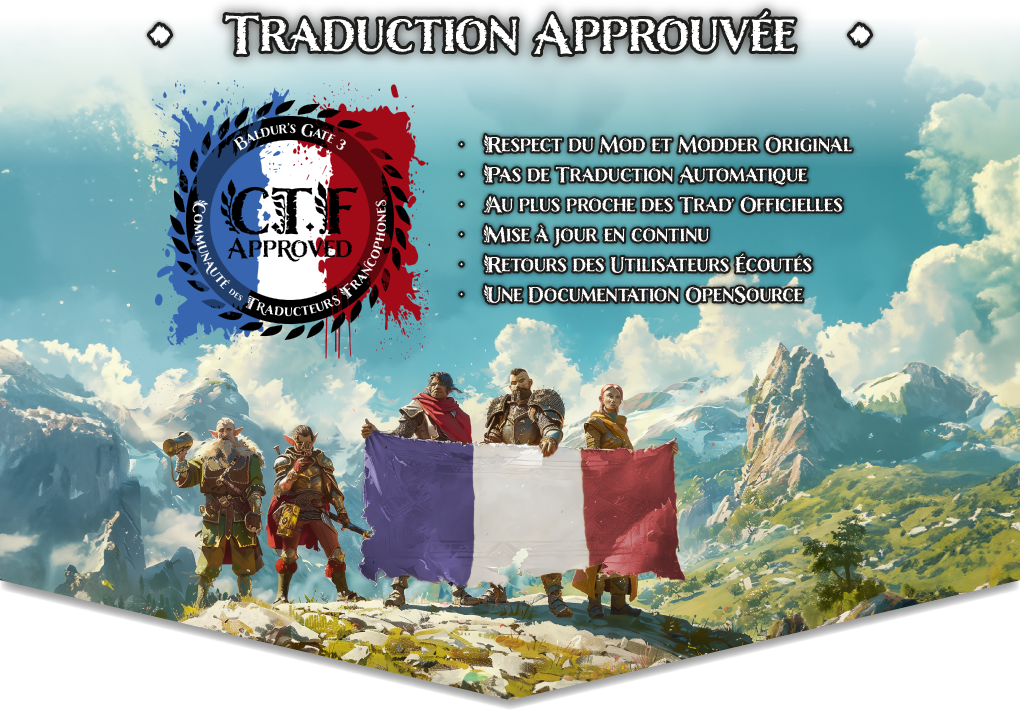 Traduction Approuvée
Baldur's Gate 3
C.T.F
Approved
Communauté des Traducteurs Francophones
• Respect du Mod et Modder Original
• Pas de Traduction Automatique
• Au plus proche des Trad' Officielles
• Mise à jour en continu
• Retours des Utilisateurs Écoutés
• Une Documentation OpenSource